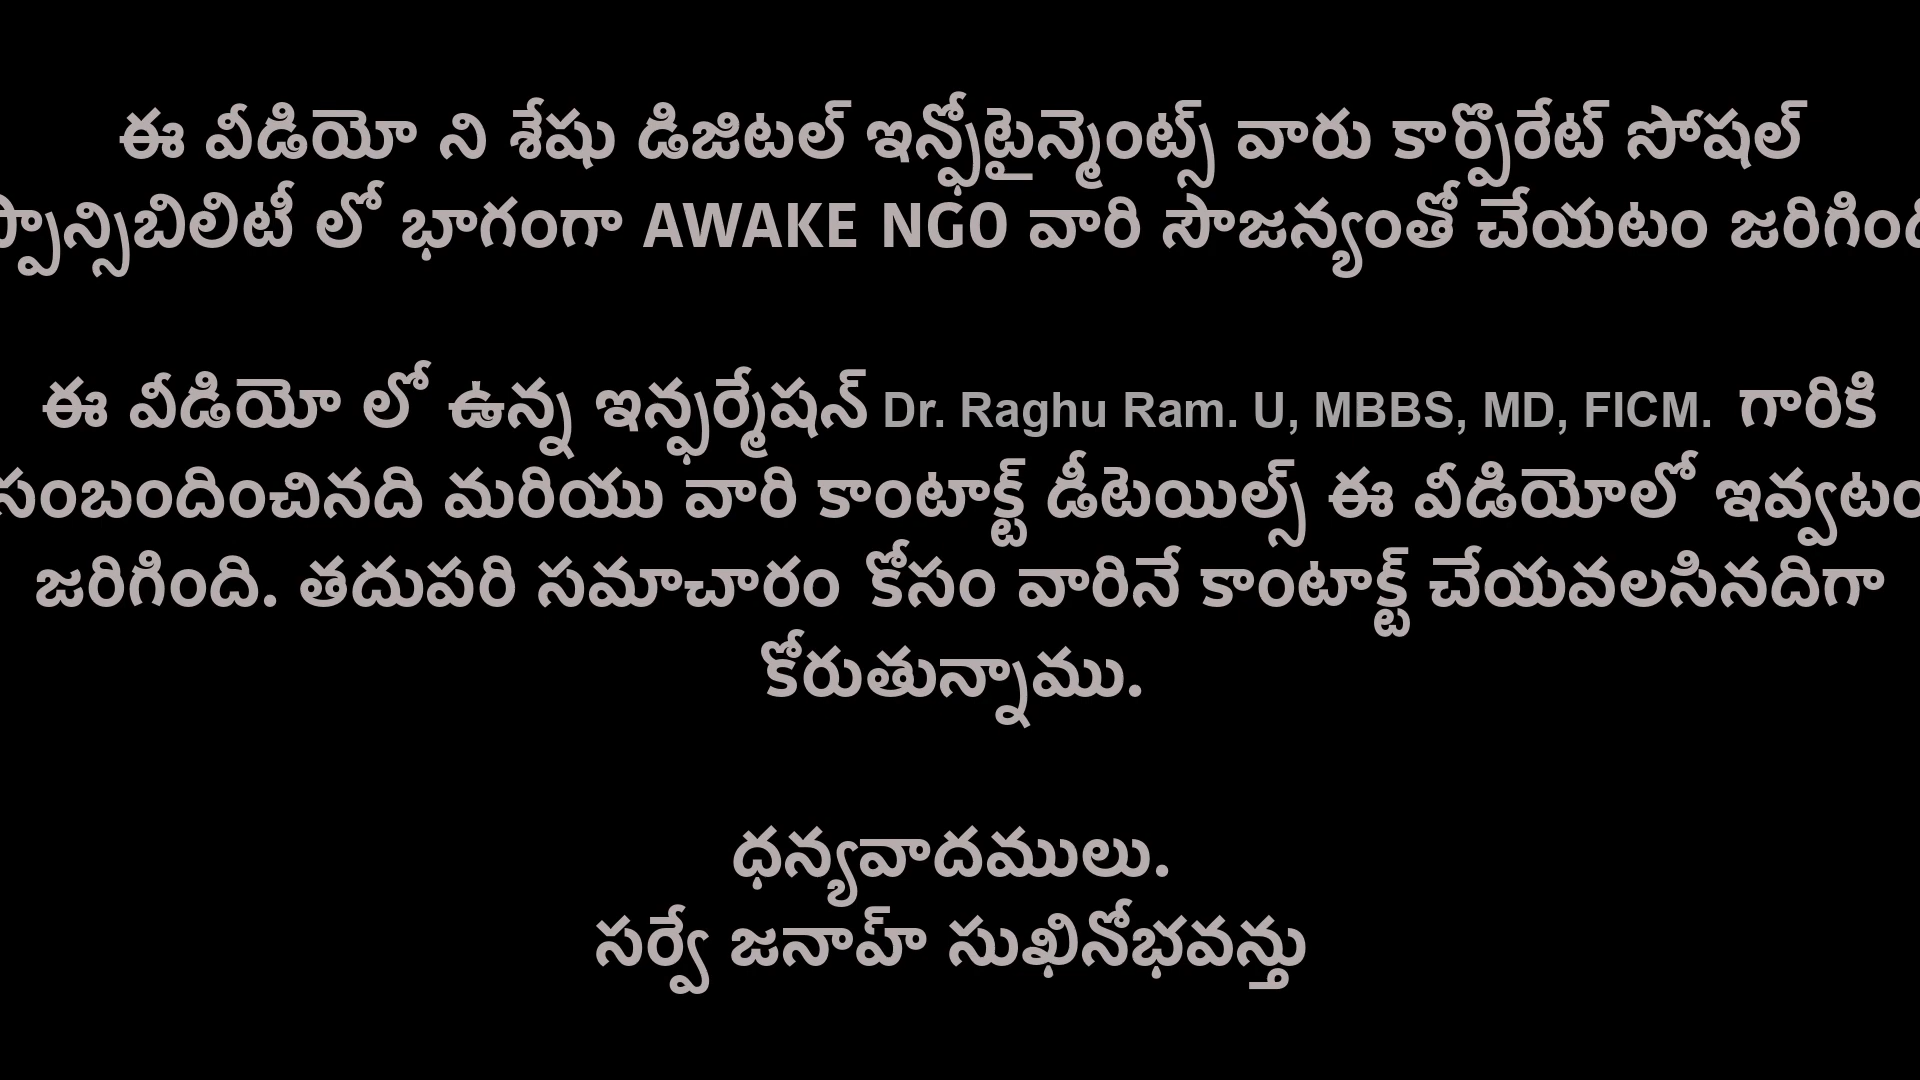 ఈ వీడియో ని శేషు డిజిటల్ ఇన్ఫోటైన్మెంట్స్ వారు కార్పొరేట్ సోషల్
లో భాగంగా AWAKE NGO వారి సౌజన్యంతో చేయటం
ఈ వీడియో లో ఉన్న ఇన్ఫర్మేషన్ Dr. Raghu Ram. U, MBBS, MD, FICM. గారికి
సంబందించినది మరియు వారి కాంటాక్ట్ డీటెయిల్స్ ఈ వీడియోలో ఇవ్వటం
జరిగింది. తదుపరి సమాచారం కోసం వారినే కాంటాక్ట్ చేయవలసినదిగా
కోరుతున్నాము.
ధన్యవాదములు.
సర్వే జనాహ్ సుఖినోభవన్తు